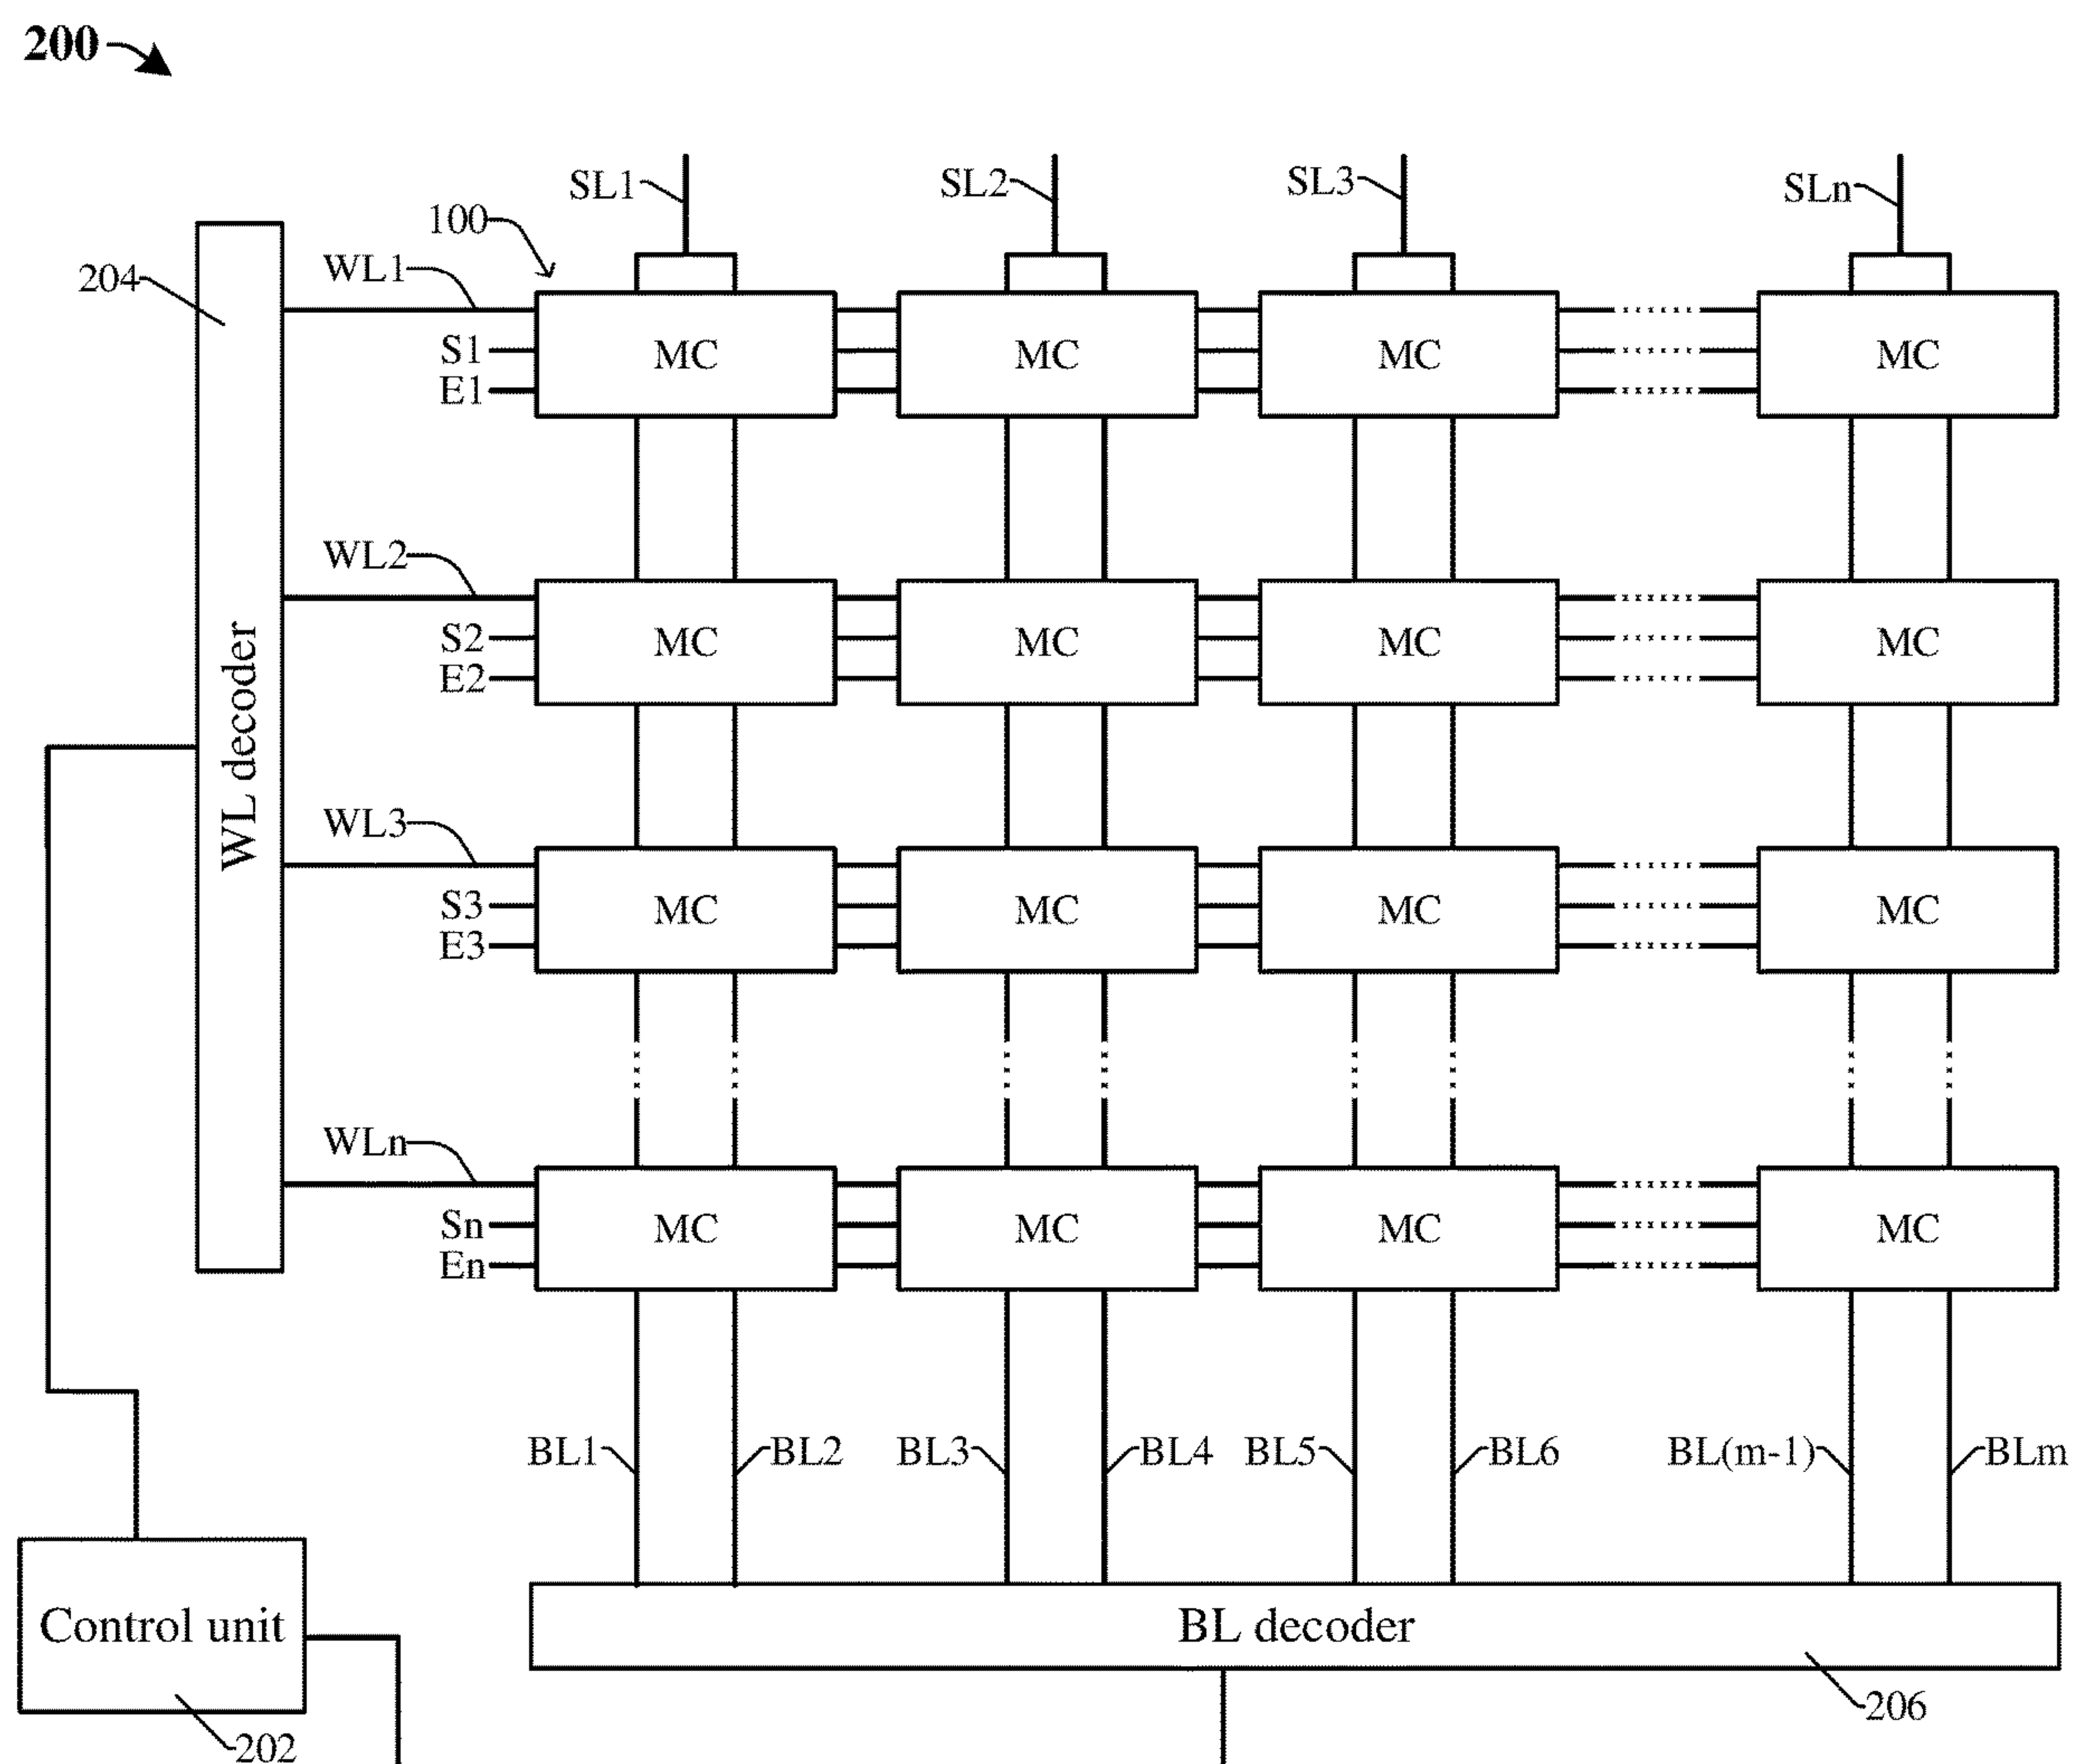 200
SL1
SL2
SL3
SLn
100
204
WL1
S1
E1
MC
MC
MC
MC
WL2
S2
E2
MC
MC
MC
MC
WL decoder
WL3
S3
E3
MC
MC
MC
MC
WLn
Sn
En
MC
MC
MC
MC
BL1
BL2
BL3
BL4
BL5
BL6
BL(m-1)
BLm
Control unit
BL decoder
202
206